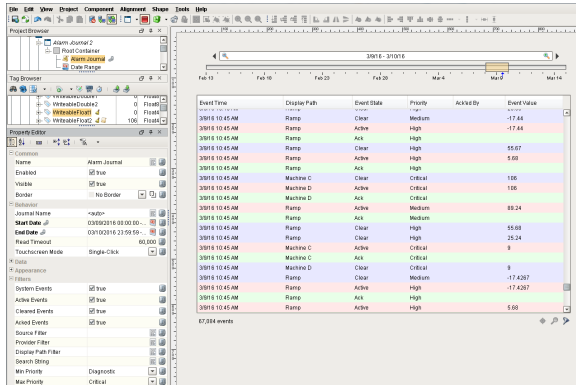 File Edit View Project Component Alignment Shape Tools Help
Project Browser
Alarm Journal 2
Root Container
Alarm Journal
Date Range
Tag Browser
WriteableDouble2 0 Float8
WriteableFloat1 0 Float4
WriteableFloat2 106 Float4
Property Editor
Common
Name Alarm Journal
Enabled true
Visible true
Border No Border
Behavior
Journal Name <auto>
Start Date 03/09/2016 00:00:00
End Date 03/10/2016 23:59:59
Read Timeout 60,000
Touchscreen Mode Single-Click
Data
Appearance
Filters
System Events true
Active Events true
Cleared Events true
Acked Events true
Source Filter
Provider Filter
Display Path Filter
Search String
Min Priority Diagnostic
Max Priority Critical
3/9/16 - 3/10/16
Feb 13 Feb 18 Feb 23 Feb 28 Mar 4 Mar 9 Mar 14
Event Time Display Path Event State Priority Ack'ed By Event Value
3/9/16 10:45 AM Ramp Clear Medium -17.44
3/9/16 10:45 AM Ramp Active High -17.44
3/9/16 10:45 AM Ramp Ack High
3/9/16 10:45 AM Ramp Clear High 55.67
3/9/16 10:45 AM Ramp Active High 5.68
3/9/16 10:45 AM Ramp Ack High
3/9/16 10:45 AM Machine C Clear Critical 106
3/9/16 10:45 AM Machine D Active Critical 106
3/9/16 10:45 AM Machine D Ack Critical
3/9/16 10:45 AM Ramp Active Medium 89.24
3/9/16 10:45 AM Ramp Ack Medium
3/9/16 10:45 AM Ramp Clear High 55.68
3/9/16 10:45 AM Ramp Clear High 25.24
3/9/16 10:45 AM Machine C Active Critical 9
3/9/16 10:45 AM Machine C Ack Critical
3/9/16 10:45 AM Machine D Clear Critical 9
3/9/16 10:45 AM Ramp Clear Medium -17.4267
3/9/16 10:45 AM Ramp Active High -17.4267
3/9/16 10:45 AM Ramp Ack High
3/9/16 10:45 AM Ramp Active High 5.68
67,084 events